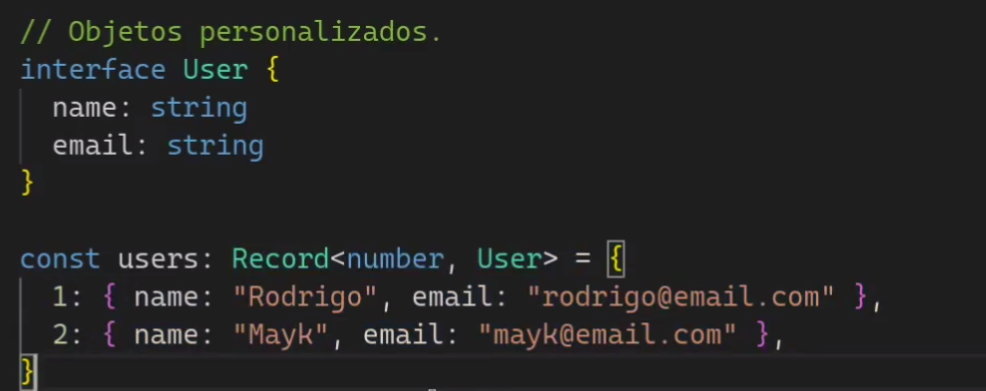 // Objetos personalizados.
interface User {
  name: string
  email: string
}
const users: Record<number, User> = {
  1: { name: "Rodrigo", email: "rodrigo@email.com" },
  2: { name: "Mayk", email: "mayk@email.com" },
}